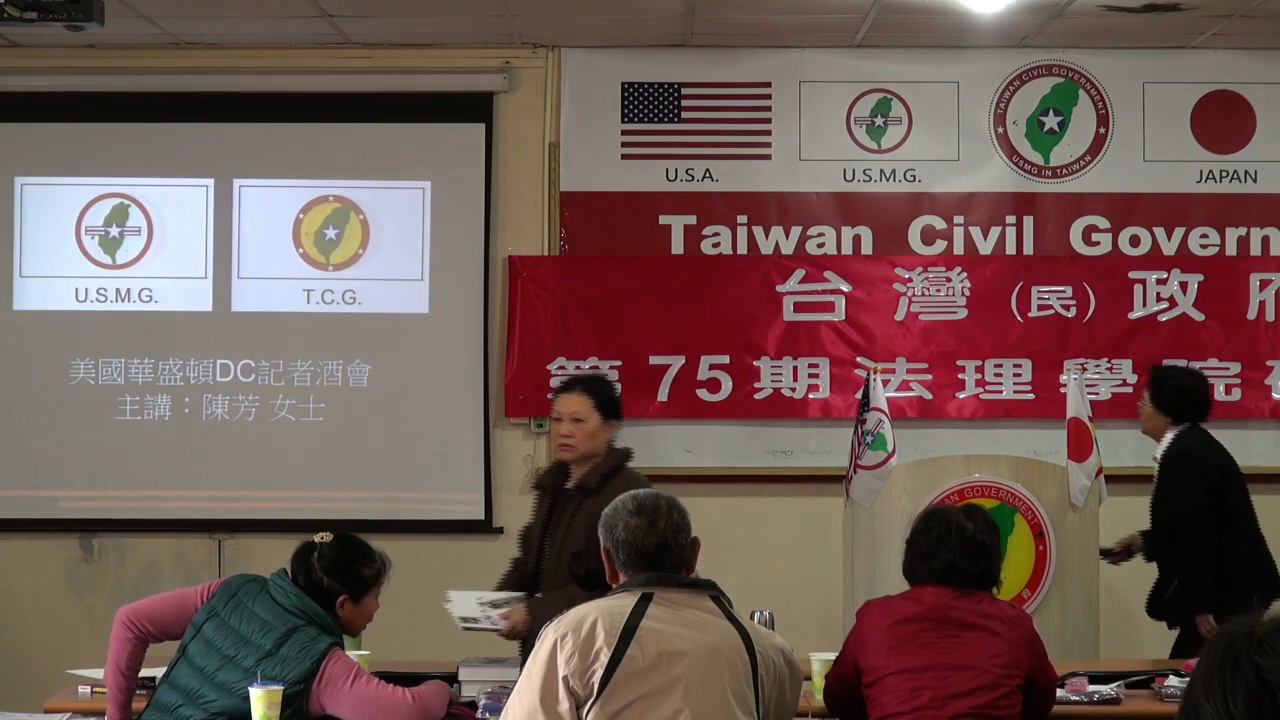 U.S.M.G.
T.C.G.
美國華盛頓DC記者酒會
主講：陳芳 女士
U.S.A.
U.S.M.G.
TAIWAN CIVIL GOVERNMENT
USMG IN TAIWAN
JAPAN
Taiwan Civil Govern
台灣(民)政府
第75期法理學院
GOVERNMENT